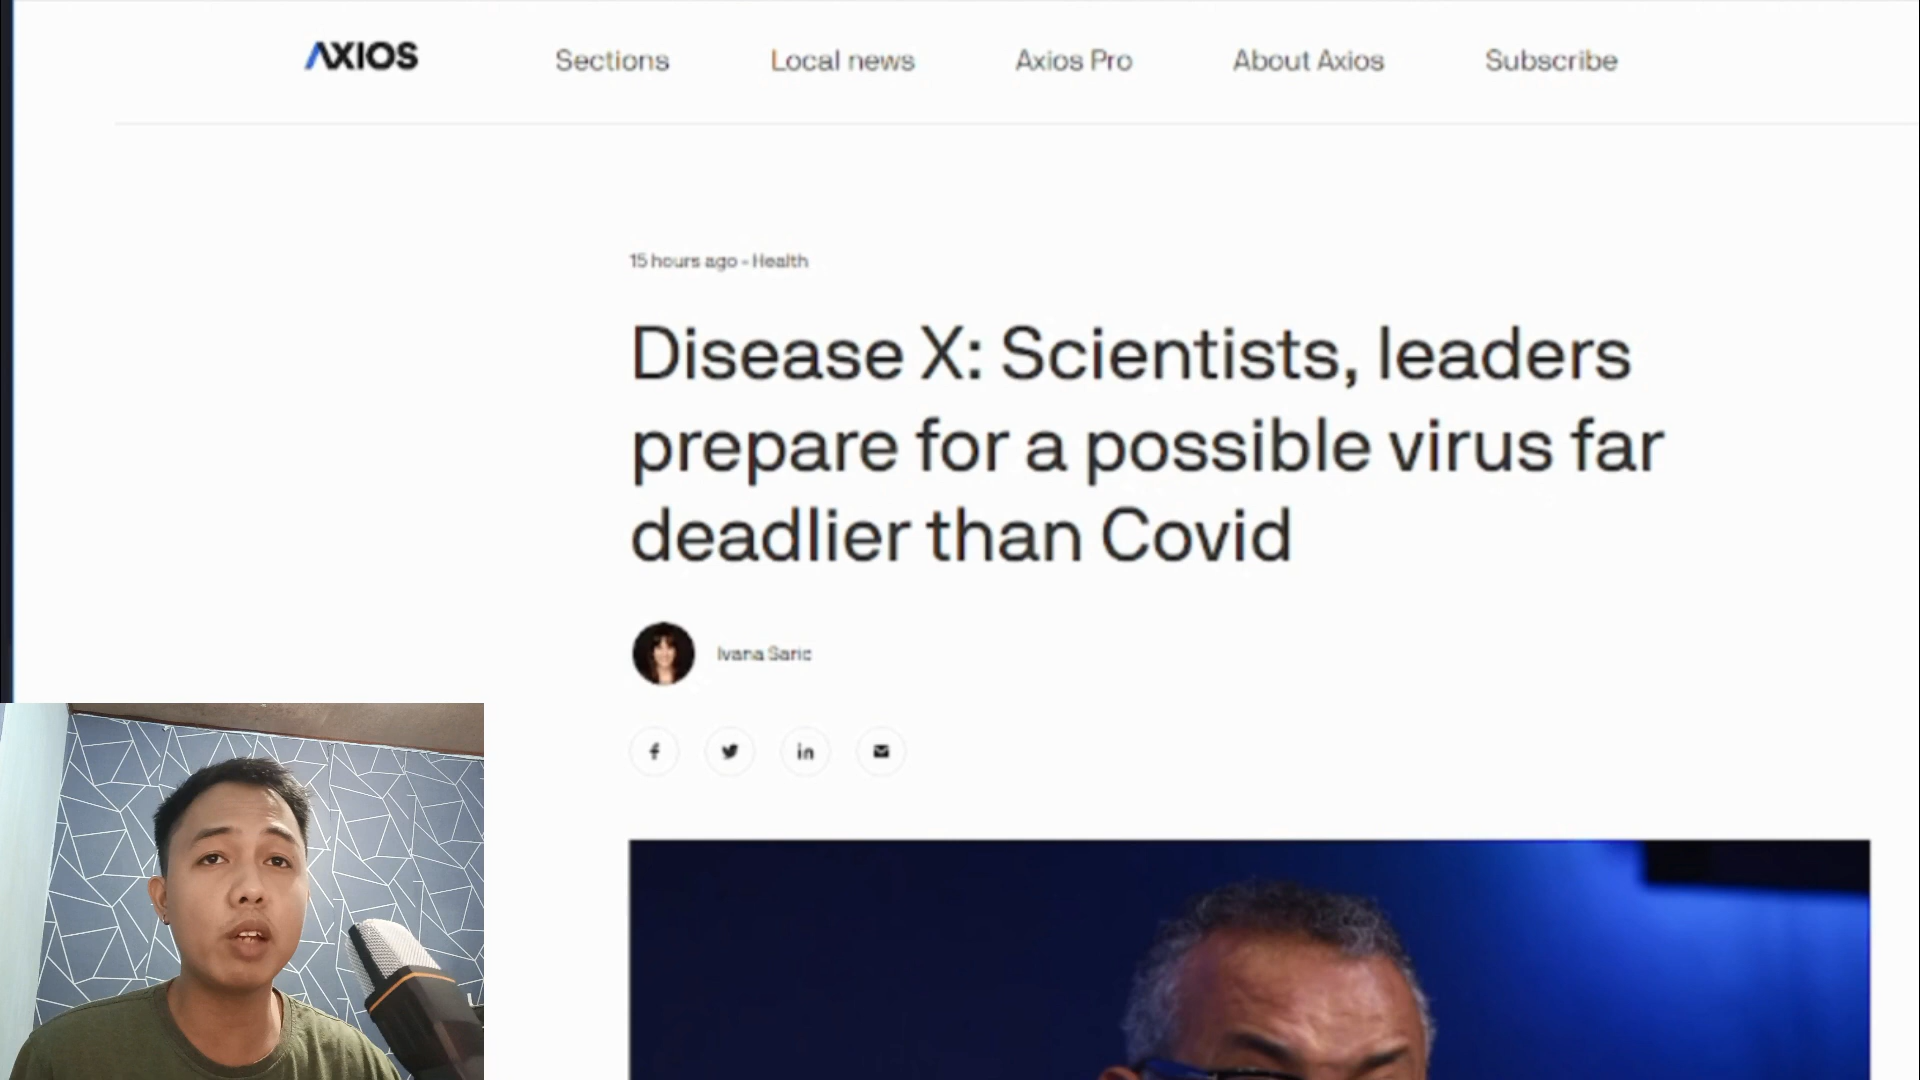 AXIOS
Sections
Local news
Axios Pro
About Axios
Subscribe
15 hours ago - Health
Disease X: Scientists, leaders
prepare for a possible virus far
deadlier than Covid
Ivana Saric